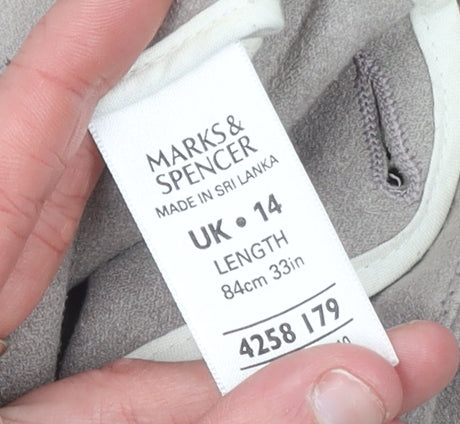 MARKS &
SPENCER
MADE IN SRI LANKA
UK • 14
LENGTH
84cm 33in
4258 179